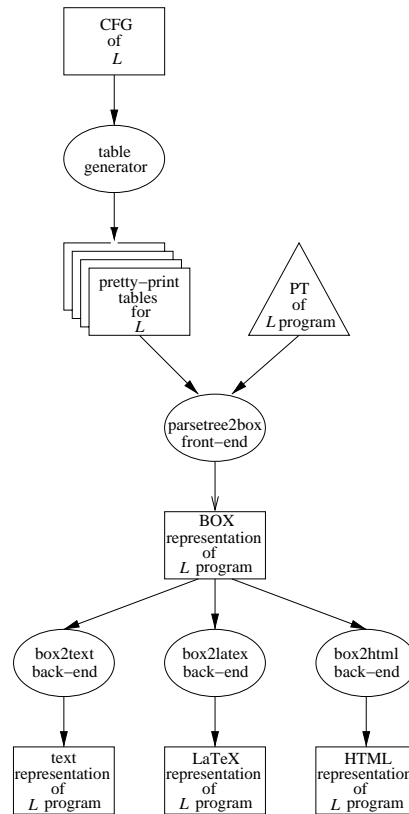 CFG
of
L
table
generator
pretty-print
tables
for
L
PT
of
L program
parsetree2box
front-end
BOX
representation
of
L program
box2text
back-end
box2latex
back-end
box2html
back-end
text
representation
of
L program
LaTeX
representation
of
L program
HTML
representation
of
L program